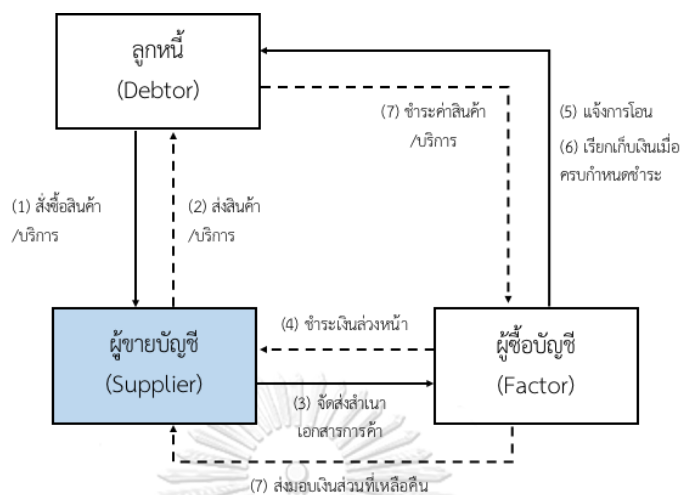 ลูกหนี้
(Debtor)
(7) ชำระค่าสินค้า
/บริการ
(5) แจ้งการโอน
(6) เรียกเก็บเงินเมื่อ
ครบกำหนดชำระ
(1) สั่งซื้อสินค้า
/บริการ
(2) ส่งสินค้า
/บริการ
ผู้ขายบัญชี
(Supplier)
(4) ชำระเงินล่วงหน้า
ผู้ซื้อบัญชี
(Factor)
(3) จัดส่งสำเนา
เอกสารการค้า
(7) ส่งมอบเงินส่วนที่เหลือคืน